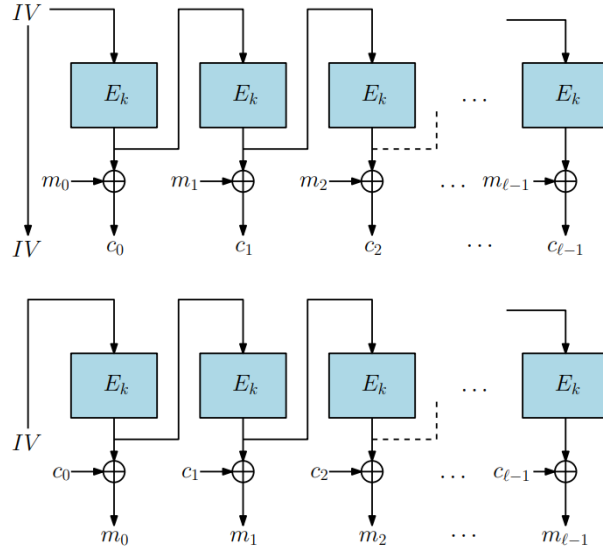 IV
E_k E_k E_k ... E_k
m_0 m_1 m_2 ... m_{ℓ−1}
IV c_0 c_1 c_2 ... c_{ℓ−1}
E_k E_k E_k ... E_k
IV c_0 c_1 c_2 ... c_{ℓ−1}
m_0 m_1 m_2 ... m_{ℓ−1}